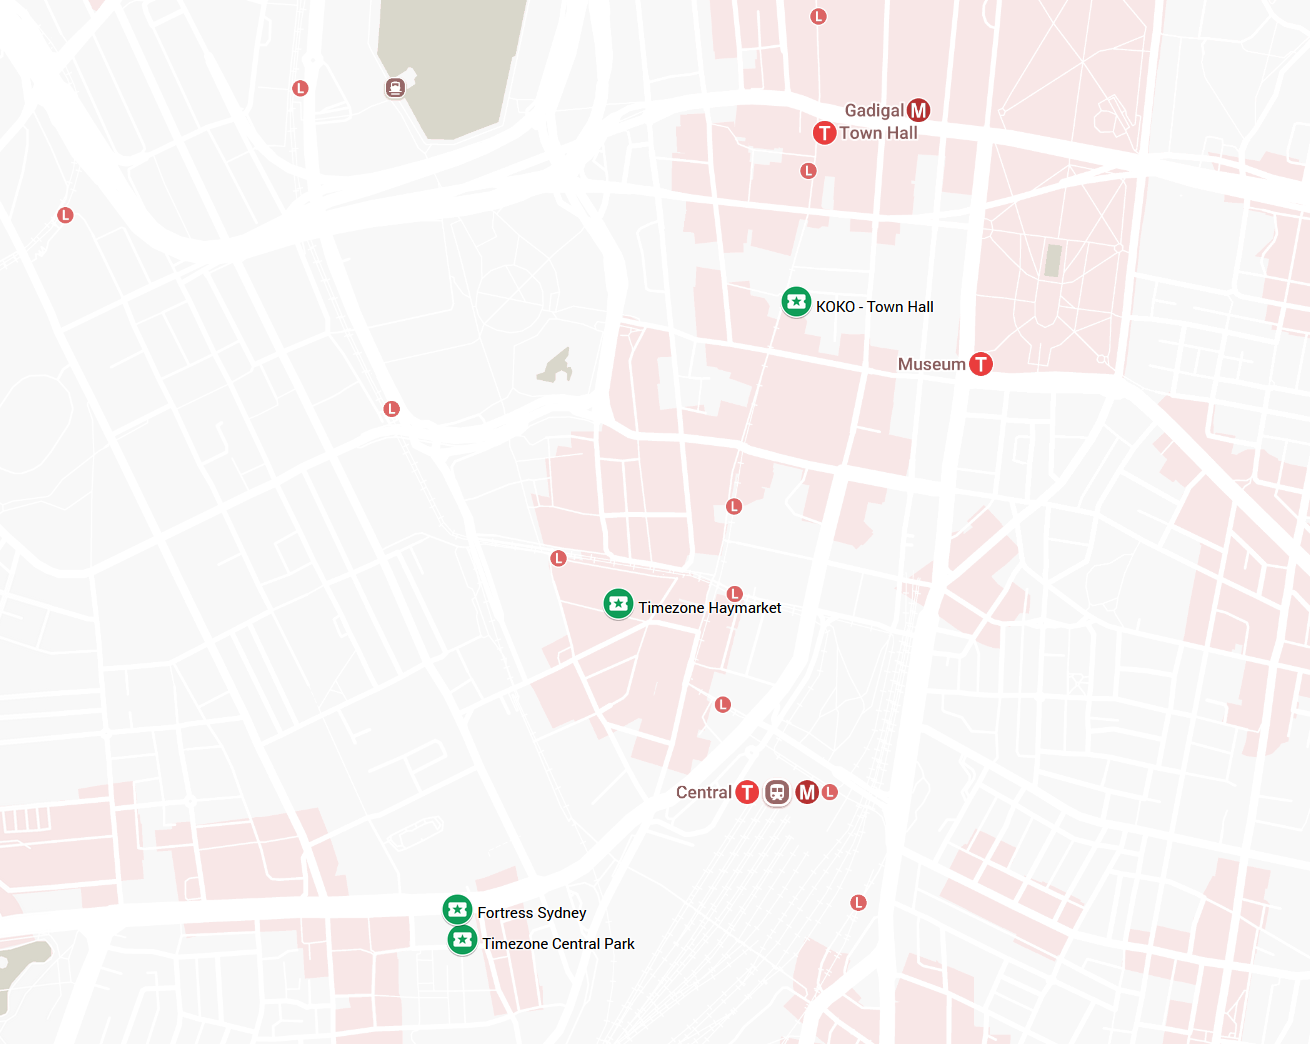 L
L
Gadigal M
T Town Hall
L
L
KOKO - Town Hall
Museum T
L
L
L
L
Timezone Haymarket
L
Central T M L
L
Fortress Sydney
Timezone Central Park